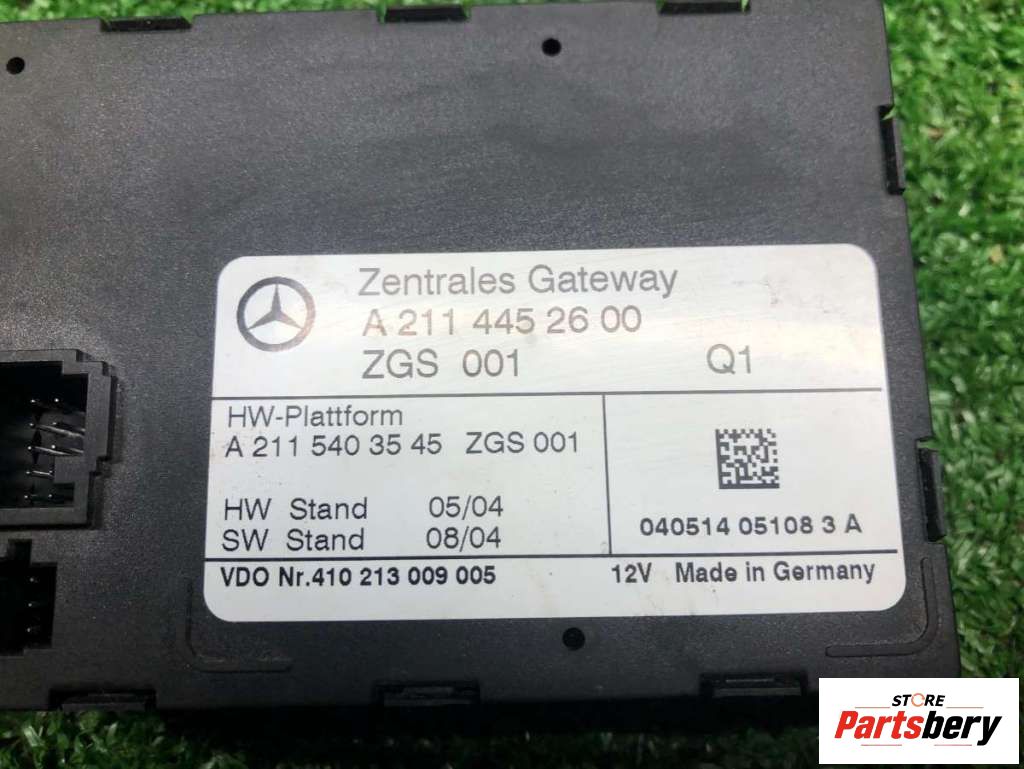 Zentrales Gateway
A 211 445 26 00
ZGS 001 Q1
HW-Plattform
A 211 540 35 45 ZGS 001
HW Stand 05/04
SW Stand 08/04
040514 05108 3 A
VDO Nr.410 213 009 005 12V Made in Germany
STORE
Partsbery